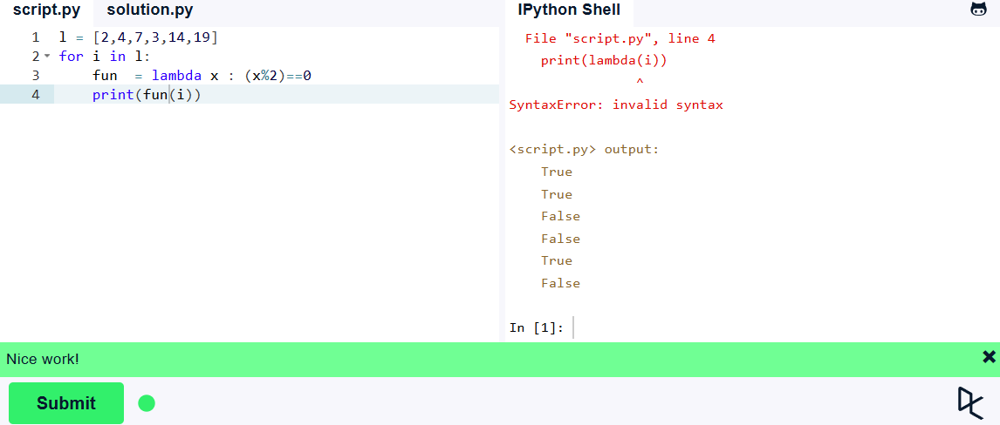 script.py solution.py
1 l = [2,4,7,3,14,19]
2 for i in l:
3 fun  = lambda x : (x%2)==0
4 print(fun(i))
IPython Shell
File "script.py", line 4
print(lambda(i))
^
SyntaxError: invalid syntax
<script.py> output:
True
True
False
False
True
False
In [1]:
Nice work!
Submit